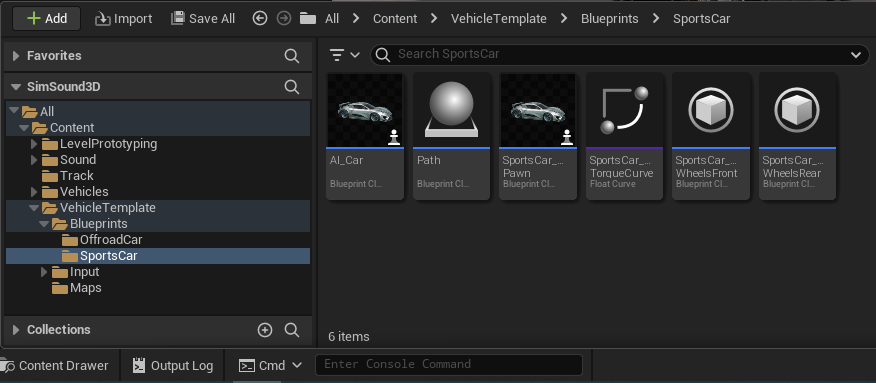 + Add Import Save All All > Content > VehicleTemplate > Blueprints > SportsCar
Favorites
Search SportsCar
SimSound3D
All
Content
LevelPrototyping
Sound
Track
Vehicles
VehicleTemplate
Blueprints
OffroadCar
SportsCar
Input
Maps
AI_Car
Blueprint Cl...
Path
Blueprint Cl...
SportsCar_...
Pawn
Blueprint Cl...
SportsCar_...
TorqueCurve
Float Curve
SportsCar_...
WheelsFront
Blueprint Cl...
SportsCar_...
WheelsRear
Blueprint Cl...
Collections
6 items
Content Drawer Output Log Cmd Enter Console Command